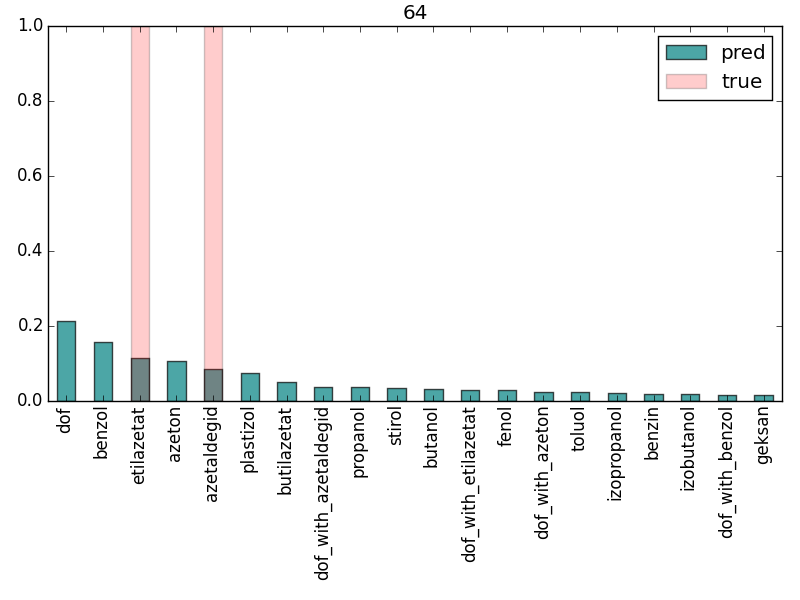 64
1.0
0.8
0.6
0.4
0.2
0.0
pred
true
dof
benzol
etilazetat
azeton
azetaldegid
plastizol
butilazetat
dof_with_azetaldegid
propanol
stirol
butanol
dof_with_etilazetat
fenol
dof_with_azeton
toluol
izopropanol
benzin
izobutanol
dof_with_benzol
geksan